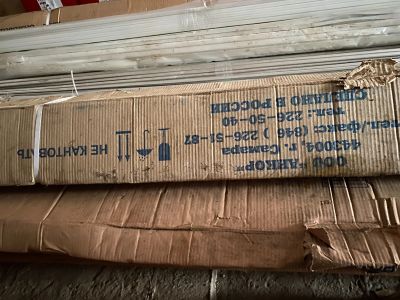 ООО "АНКОР"
443004, г. Самара
тел./факс (846) 226-51-87
тел.: 226-50-40
СДЕЛАНО В РОССИИ
НЕ КАНТОВАТЬ